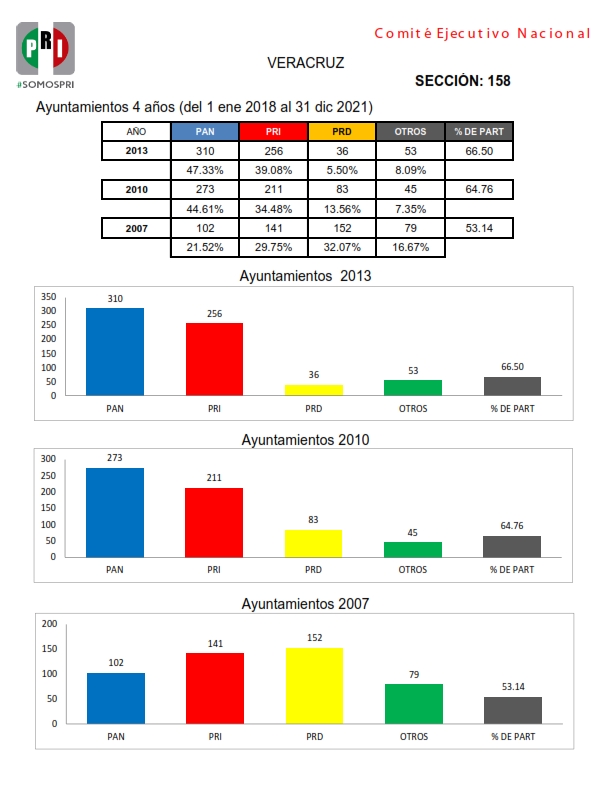 Comité Ejecutivo Nacional
PRI
#SOMOSPRI
VERACRUZ
SECCIÓN: 158
Ayuntamientos 4 años (del 1 ene 2018 al 31 dic 2021)
AÑO PAN PRI PRD OTROS % DE PART
2013 310 256 36 53 66.50
47.33% 39.08% 5.50% 8.09%
2010 273 211 83 45 64.76
44.61% 34.48% 13.56% 7.35%
2007 102 141 152 79 53.14
21.52% 29.75% 32.07% 16.67%
Ayuntamientos 2013
350
300
250
200
150
100
50
0
310 256 36 53 66.50
PAN PRI PRD OTROS % DE PART
Ayuntamientos 2010
300
250
200
150
100
50
0
273 211 83 45 64.76
PAN PRI PRD OTROS % DE PART
Ayuntamientos 2007
200
150
100
50
0
102 141 152 79 53.14
PAN PRI PRD OTROS % DE PART